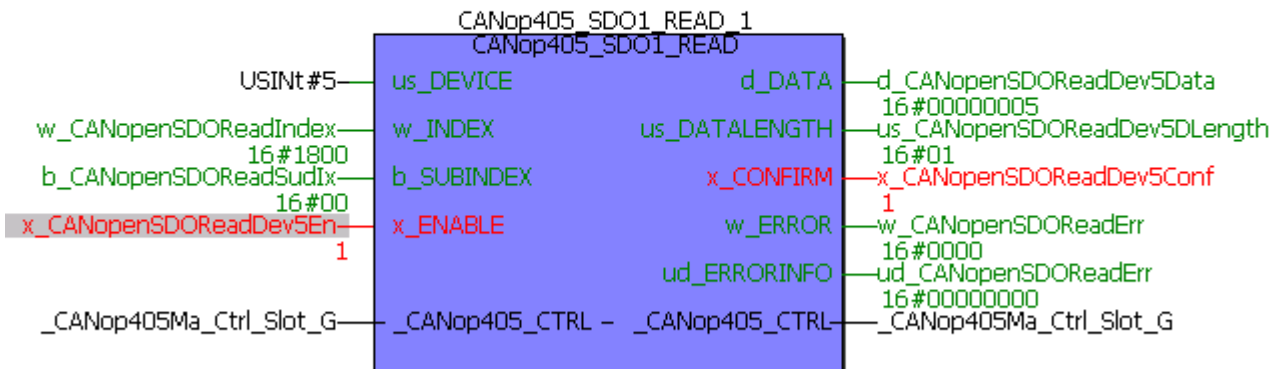 CANop405_SDO1_READ_1
CANop405_SDO1_READ
USINt#5 us_DEVICE d_DATA d_CANopenSDOReadDev5Data
16#00000005
w_CANopenSDOReadIndex w_INDEX us_DATALENGTH us_CANopenSDOReadDev5DLength
16#1800 16#01
b_CANopenSDOReadSudIx b_SUBINDEX x_CONFIRM x_CANopenSDOReadDev5Conf
16#00 1
x_CANopenSDOReadDev5En x_ENABLE w_ERROR w_CANopenSDOReadErr
1 16#0000
ud_ERRORINFO ud_CANopenSDOReadErr
16#00000000
_CANop405Ma_Ctrl_Slot_G _CANop405_CTRL – _CANop405_CTRL _CANop405Ma_Ctrl_Slot_G